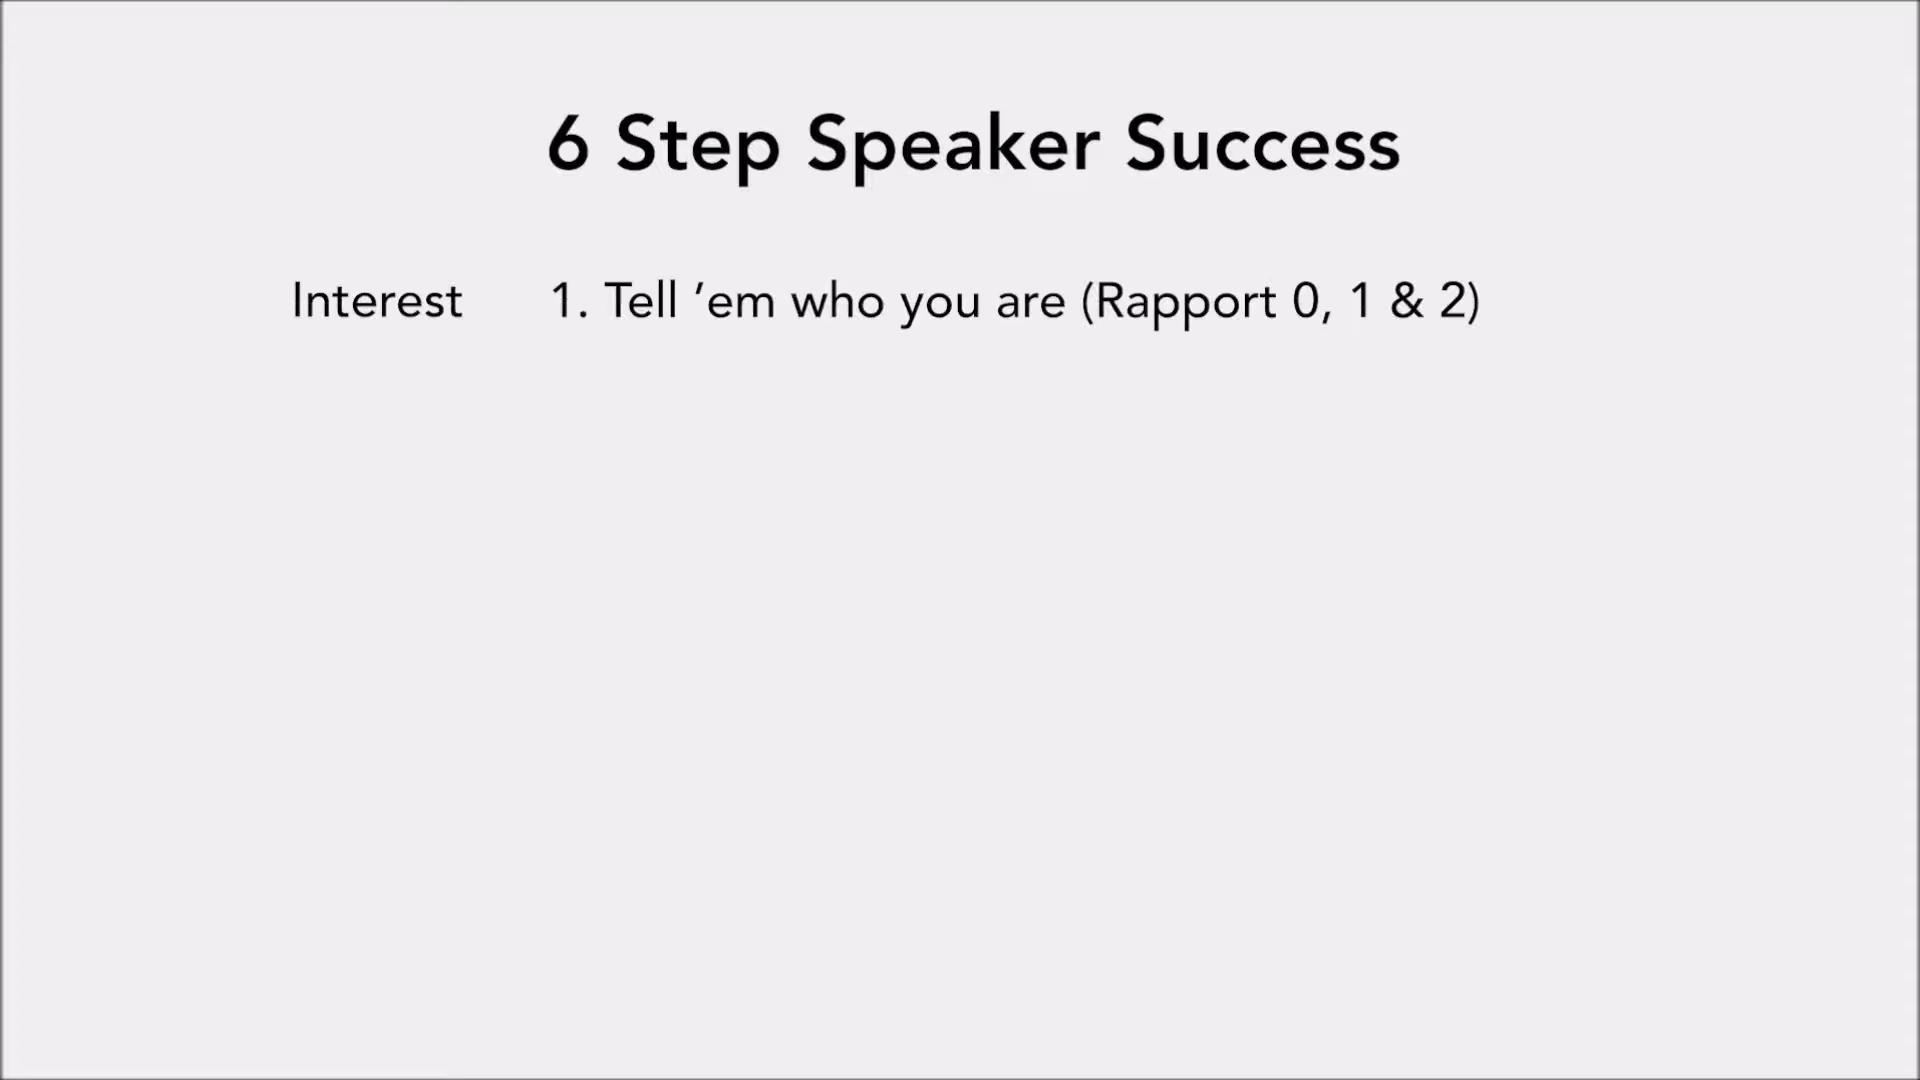 6 Step Speaker Success
Interest 1. Tell ’em who you are (Rapport 0, 1 & 2)